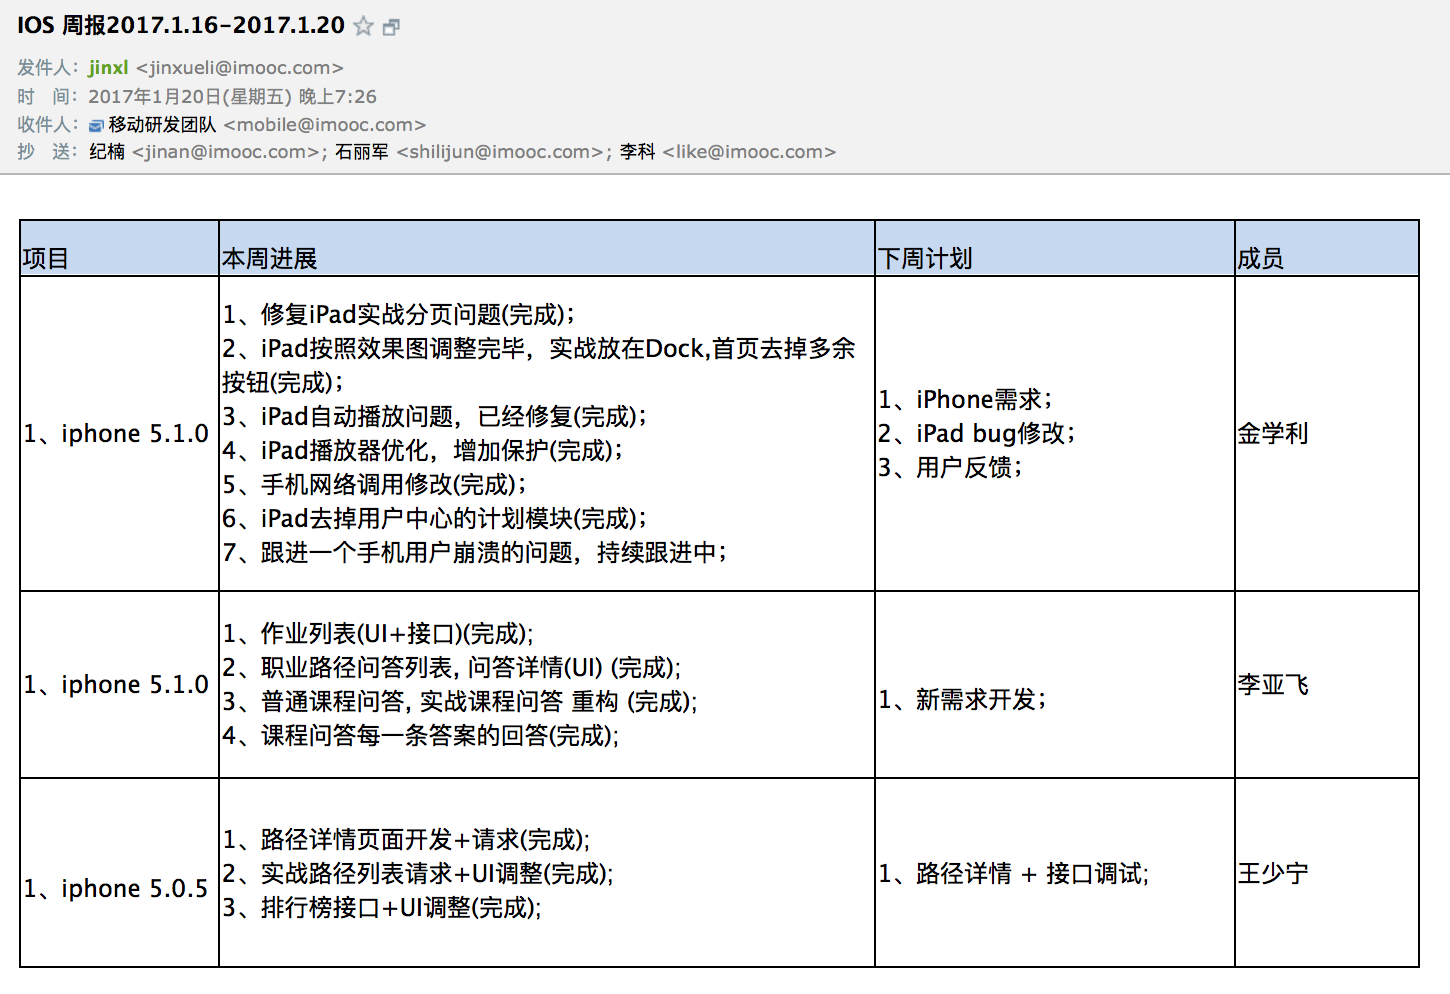 IOS 周报2017.1.16-2017.1.20
发件人：jinxl <jinxueli@imooc.com>
时 间：2017年1月20日(星期五) 晚上7:26
收件人：移动研发团队 <mobile@imooc.com>
抄 送：纪楠 <jinan@imooc.com>; 石丽军 <shilijun@imooc.com>; 李科 <like@imooc.com>
项目 本周进展 下周计划 成员
1、iphone 5.1.0
1、修复iPad实战分页问题(完成)；
2、iPad按照效果图调整完毕，实战放在Dock,首页去掉多余
按钮(完成)；
3、iPad自动播放问题，已经修复(完成)；
4、iPad播放器优化，增加保护(完成)；
5、手机网络调用修改(完成)；
6、iPad去掉用户中心的计划模块(完成)；
7、跟进一个手机用户崩溃的问题，持续跟进中；
1、iPhone需求；
2、iPad bug修改；
3、用户反馈；
金学利
1、iphone 5.1.0
1、作业列表(UI+接口)(完成);
2、职业路径问答列表, 问答详情(UI) (完成);
3、普通课程问答, 实战课程问答 重构 (完成);
4、课程问答每一条答案的回答(完成);
1、新需求开发；
李亚飞
1、iphone 5.0.5
1、路径详情页面开发+请求(完成);
2、实战路径列表请求+UI调整(完成);
3、排行榜接口+UI调整(完成);
1、路径详情 + 接口调试;
王少宁